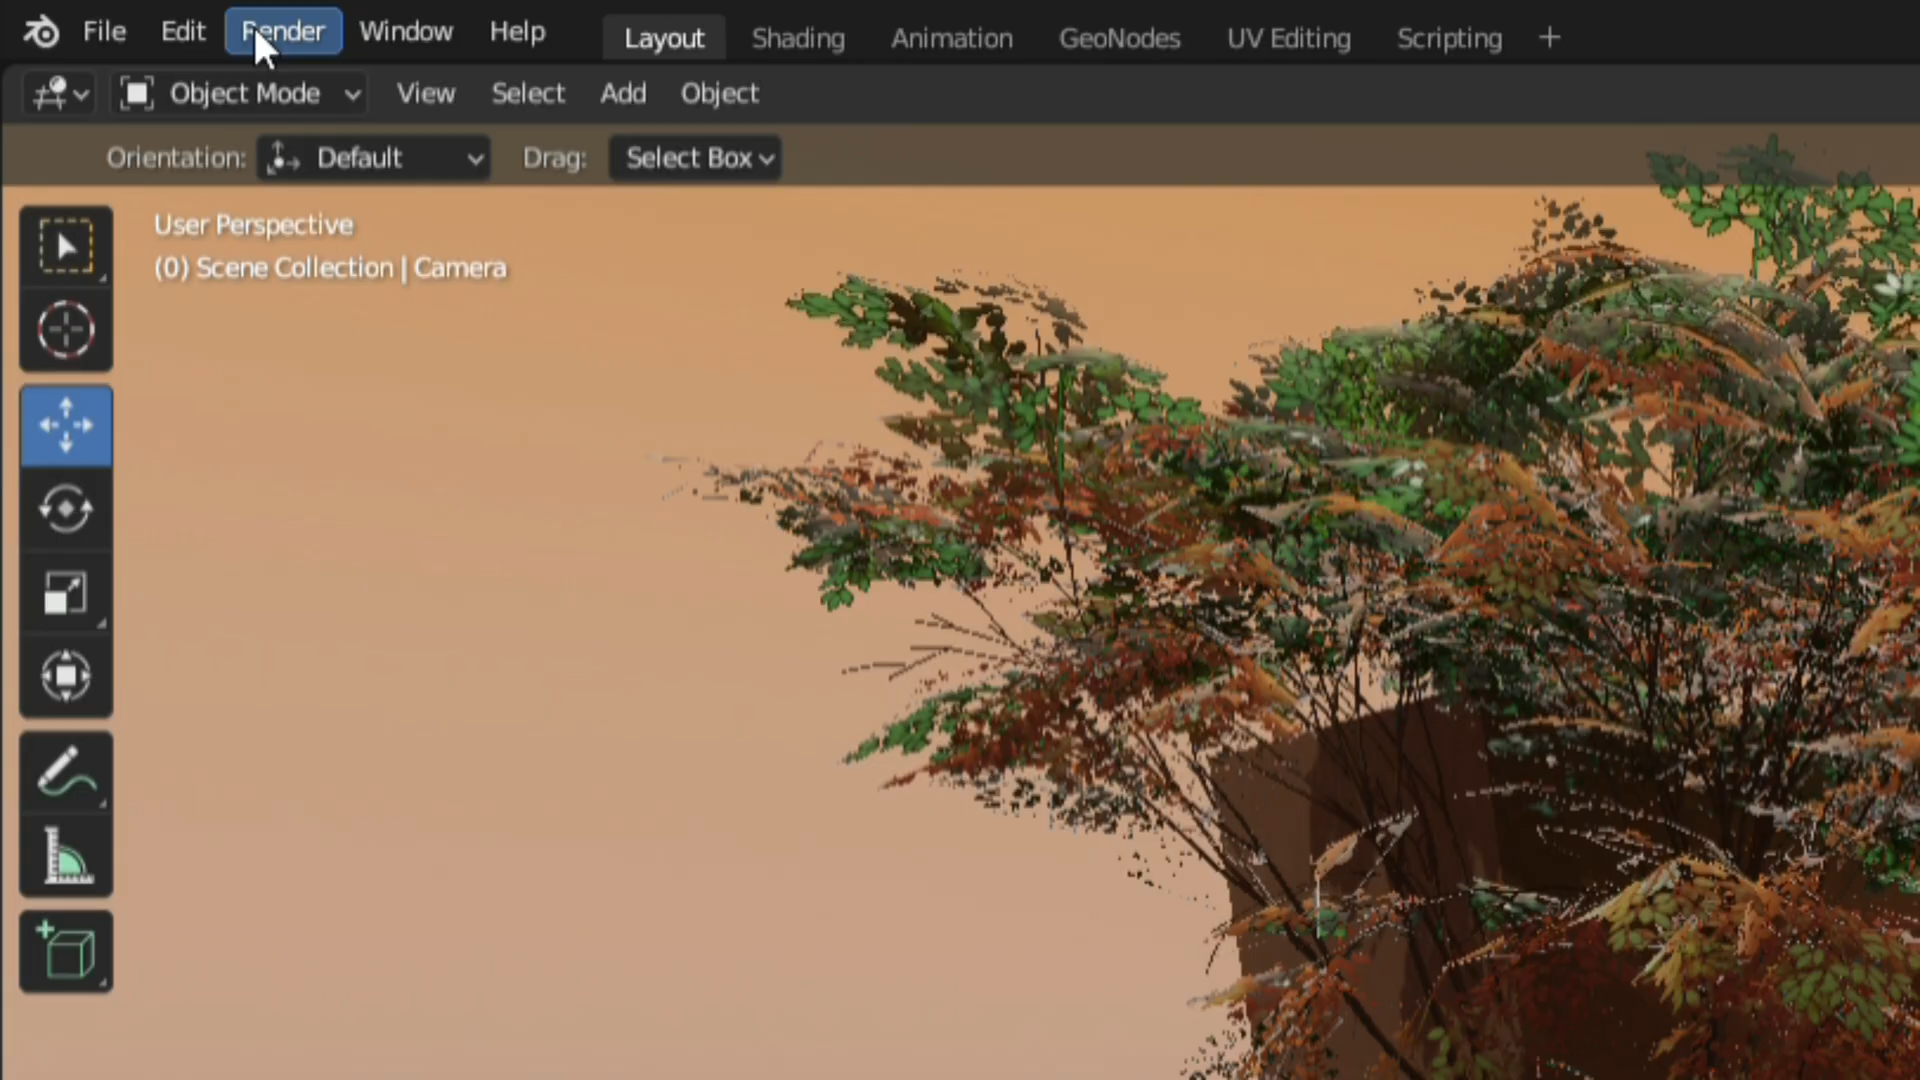 File Edit Render Window Help Layout Shading Animation GeoNodes UV Editing Scripting +
Object Mode View Select Add Object
Orientation: Default Drag: Select Box
User Perspective
(0) Scene Collection | Camera